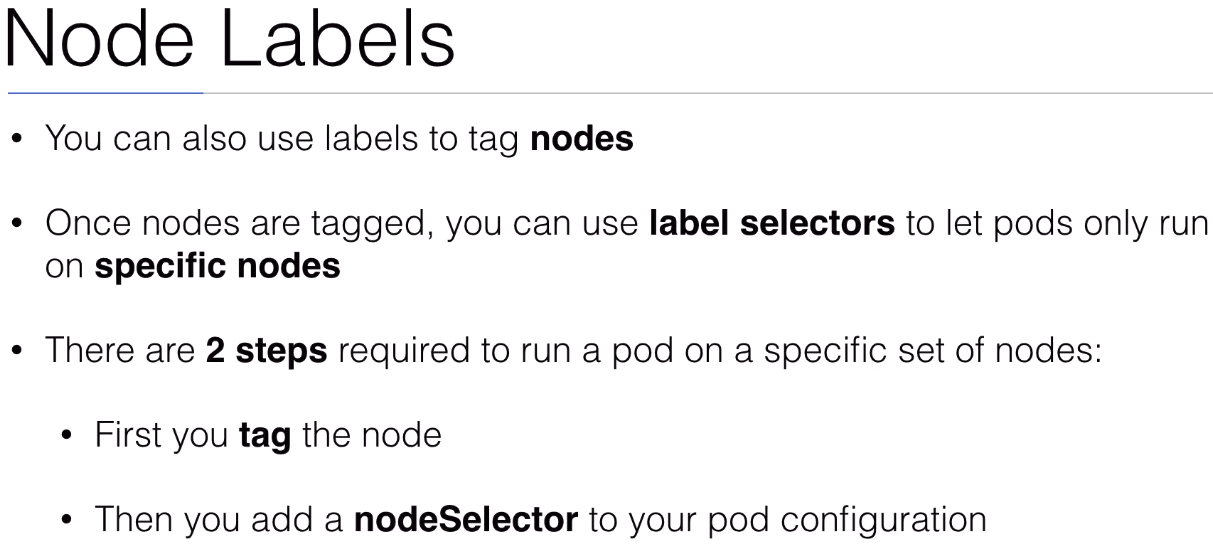 Node Labels
• You can also use labels to tag nodes
• Once nodes are tagged, you can use label selectors to let pods only run
on specific nodes
• There are 2 steps required to run a pod on a specific set of nodes:
• First you tag the node
• Then you add a nodeSelector to your pod configuration